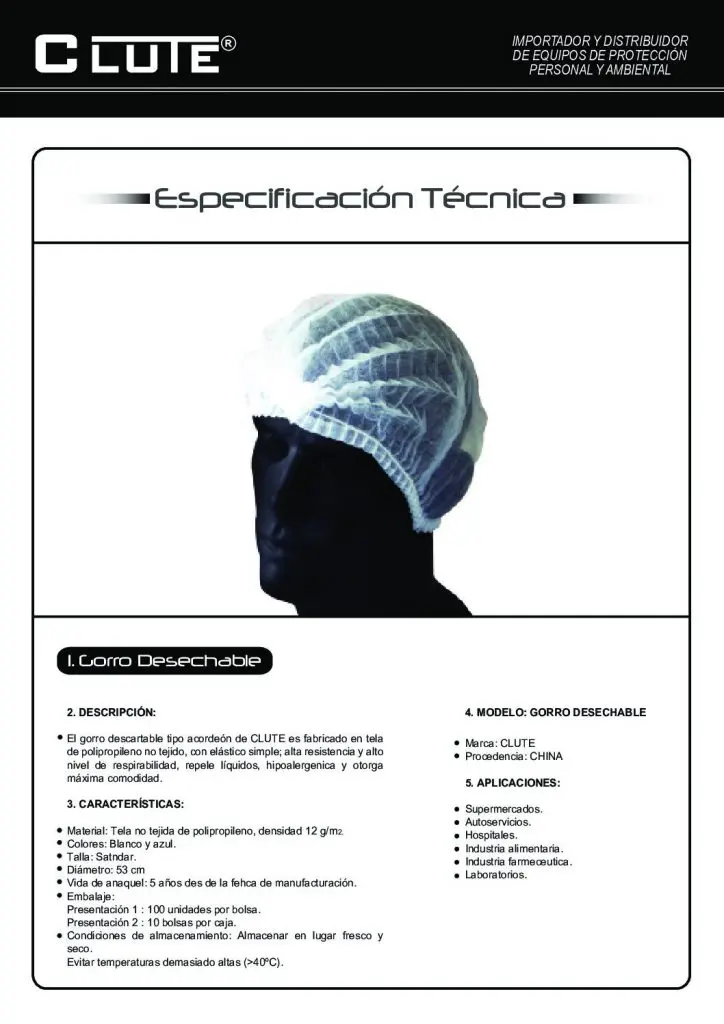 CLUTE®
IMPORTADOR Y DISTRIBUIDOR
DE EQUIPOS DE PROTECCIÓN
PERSONAL Y AMBIENTAL
Especificación Técnica
1. Gorro Desechable
2. DESCRIPCIÓN:
• El gorro descartable tipo acordeón de CLUTE es fabricado en tela
de polipropileno no tejido, con elástico simple; alta resistencia y alto
nivel de respirabilidad, repele líquidos, hipoalergenica y otorga
máxima comodidad.
3. CARACTERÍSTICAS:
• Material: Tela no tejida de polipropileno, densidad 12 g/m2.
• Colores: Blanco y azul.
• Talla: Satndar.
• Diámetro: 53 cm
• Vida de anaquel: 5 años des de la fehca de manufacturación.
• Embalaje:
Presentación 1 : 100 unidades por bolsa.
Presentación 2 : 10 bolsas por caja.
• Condiciones de almacenamiento: Almacenar en lugar fresco y
seco.
Evitar temperaturas demasiado altas (>40ºC).
4. MODELO: GORRO DESECHABLE
• Marca: CLUTE
• Procedencia: CHINA
5. APLICACIONES:
• Supermercados.
• Autoservicios.
• Hospitales.
• Industria alimentaria.
• Industria farmeceutica.
• Laboratorios.